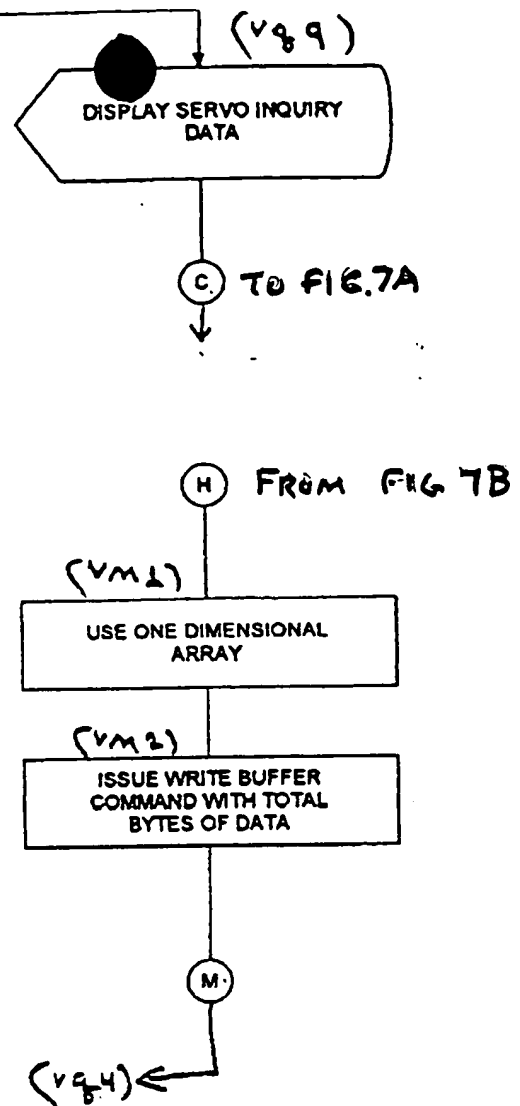 (vq9)
DISPLAY SERVO INQUIRY
DATA
C. TO FIG.7A
H FROM FIG 7B
(VM1)
USE ONE DIMENSIONAL
ARRAY
(VM2)
ISSUE WRITE BUFFER
COMMAND WITH TOTAL
BYTES OF DATA
M.
(vq4)